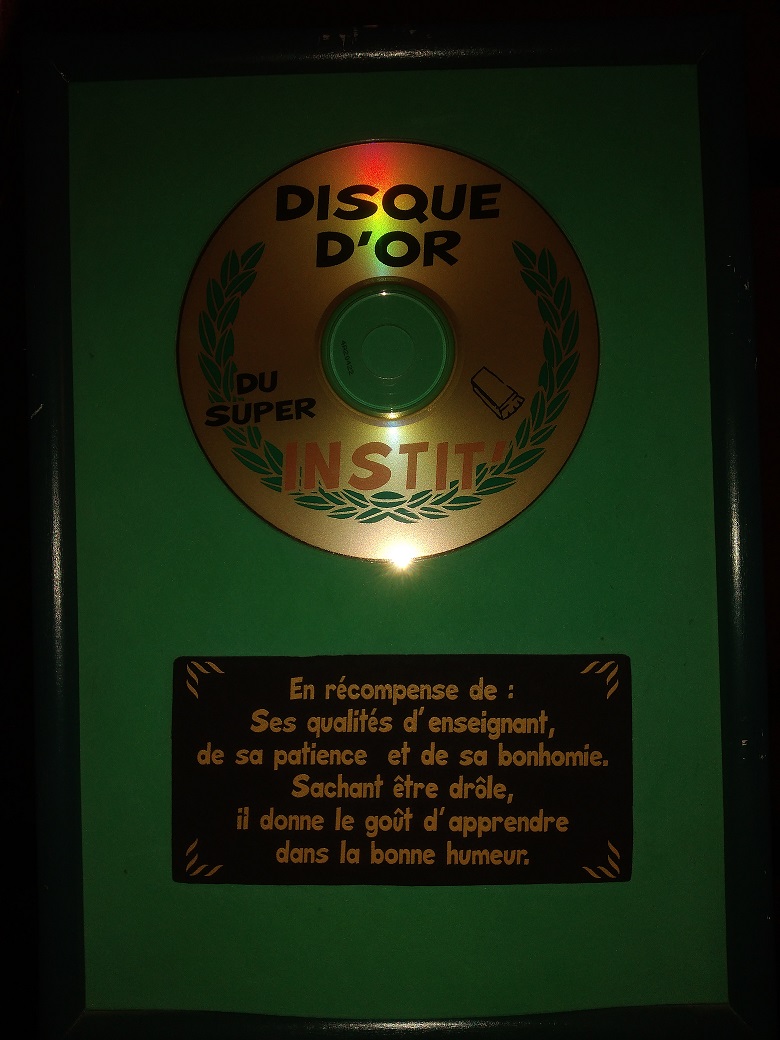 DISQUE
D'OR
DU
SUPER
INSTIT'
En récompense de :
Ses qualités d'enseignant,
de sa patience et de sa bonhomie.
Sachant être drôle,
il donne le goût d'apprendre
dans la bonne humeur.